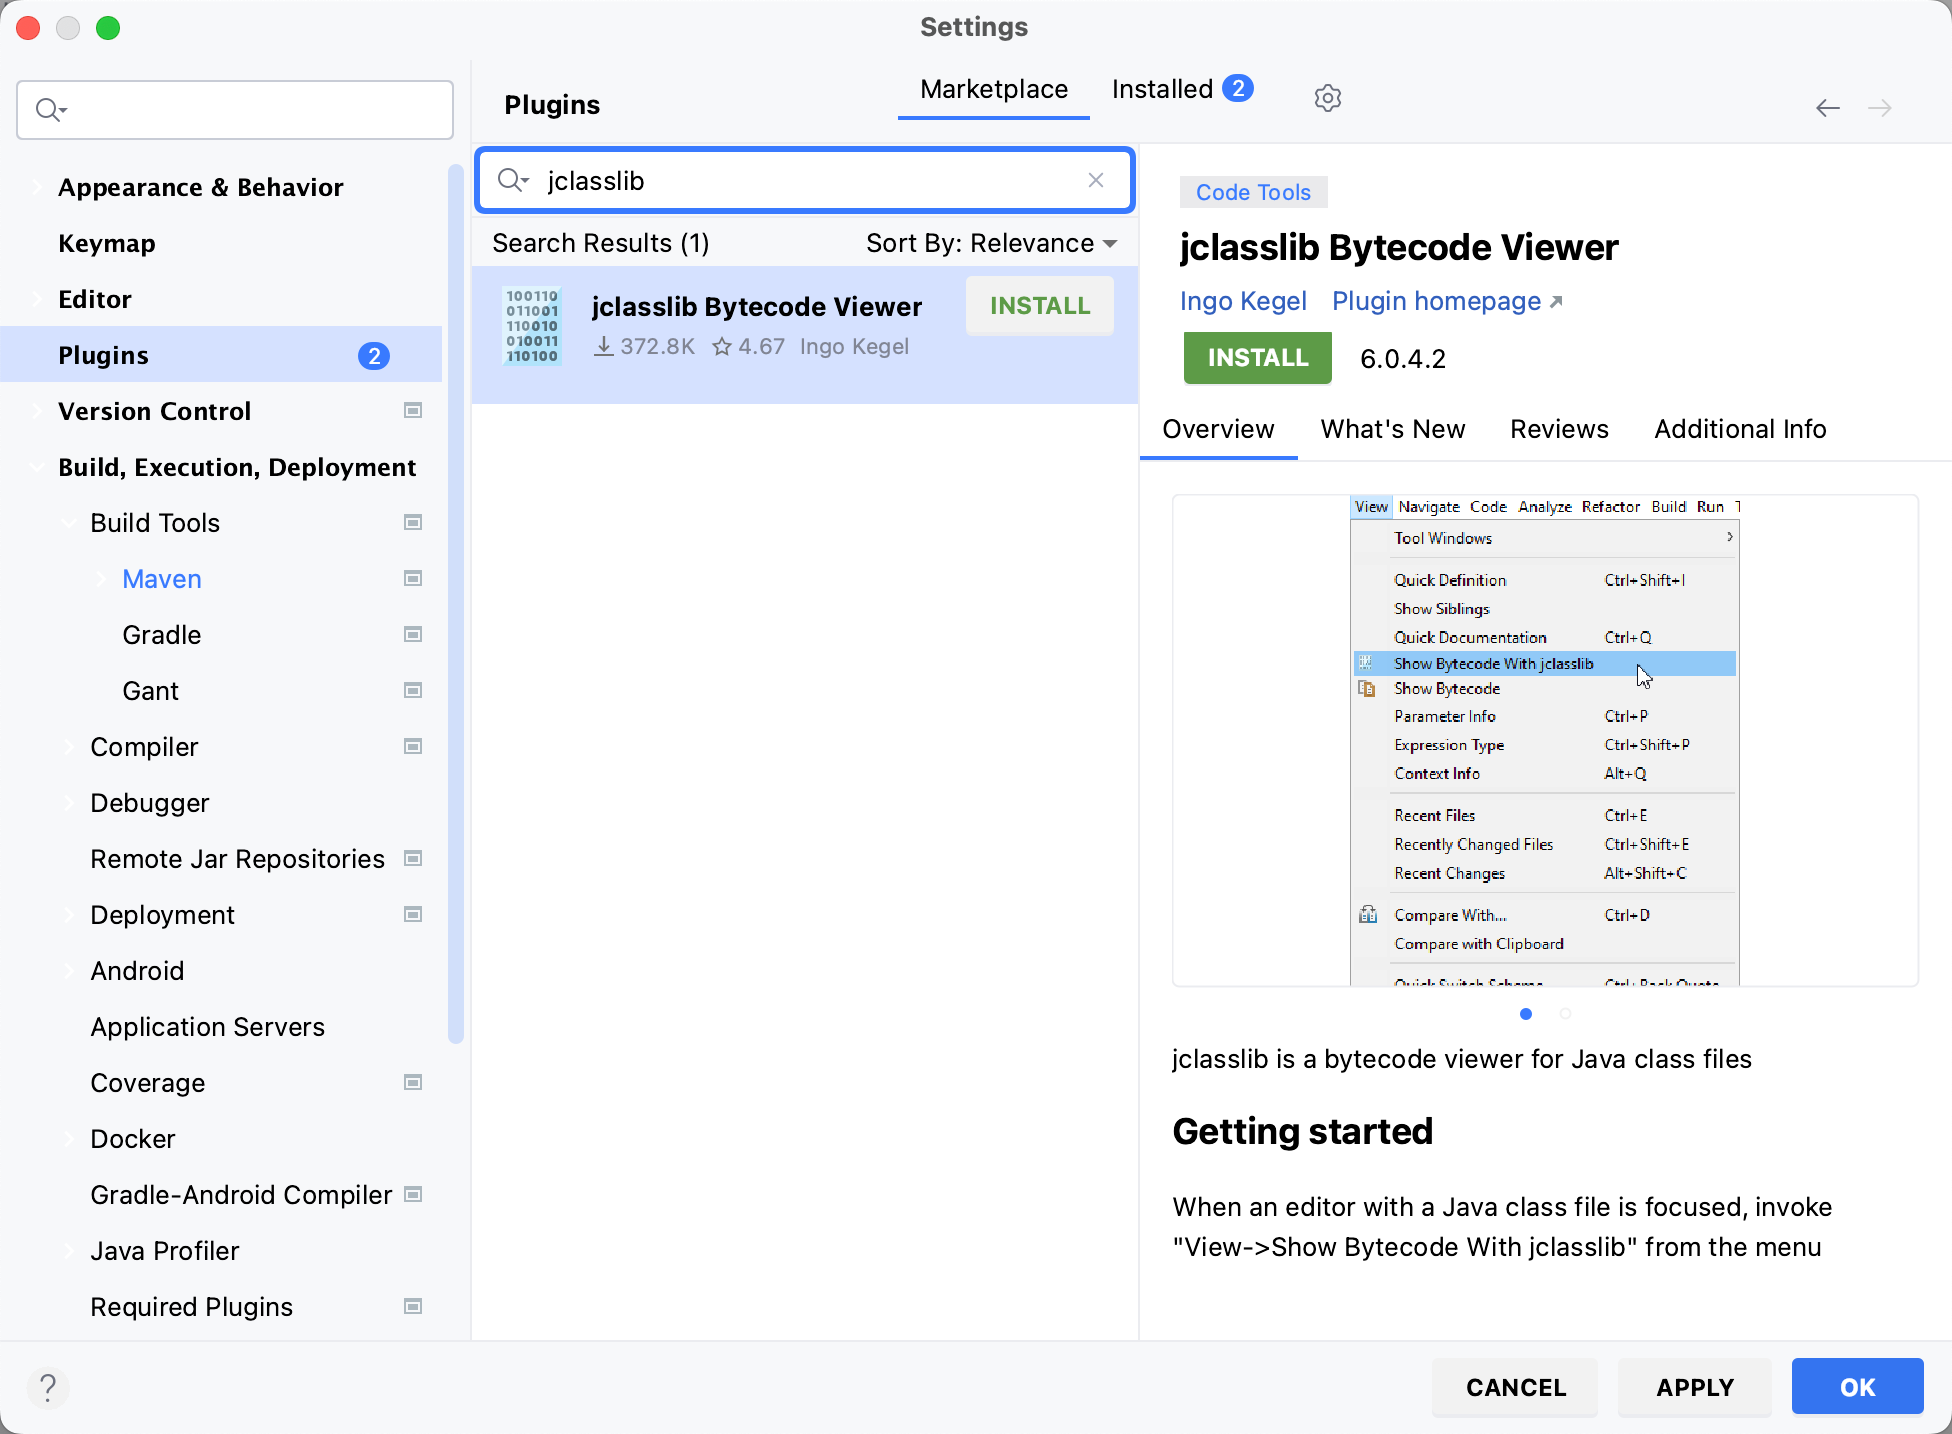 Settings
Plugins
Marketplace
Installed 2
Appearance & Behavior
Keymap
Editor
Plugins 2
Version Control
Build, Execution, Deployment
Build Tools
Maven
Gradle
Gant
Compiler
Debugger
Remote Jar Repositories
Deployment
Android
Application Servers
Coverage
Docker
Gradle-Android Compiler
Java Profiler
Required Plugins
jclasslib
Search Results (1) Sort By: Relevance
100110
011001
110010
010011
110100
jclasslib Bytecode Viewer INSTALL
372.8K 4.67 Ingo Kegel
Code Tools
jclasslib Bytecode Viewer
Ingo Kegel Plugin homepage
INSTALL 6.0.4.2
Overview What's New Reviews Additional Info
View Navigate Code Analyze Refactor Build Run
Tool Windows
Quick Definition Ctrl+Shift+I
Show Siblings
Quick Documentation Ctrl+Q
Show Bytecode With jclasslib
Show Bytecode
Parameter Info Ctrl+P
Expression Type Ctrl+Shift+P
Context Info Alt+Q
Recent Files Ctrl+E
Recently Changed Files Ctrl+Shift+E
Recent Changes Alt+Shift+C
Compare With... Ctrl+D
Compare with Clipboard
Quick Switch Scheme... Ctrl+Back Quote
jclasslib is a bytecode viewer for Java class files
Getting started
When an editor with a Java class file is focused, invoke
"View->Show Bytecode With jclasslib" from the menu
?
CANCEL APPLY OK